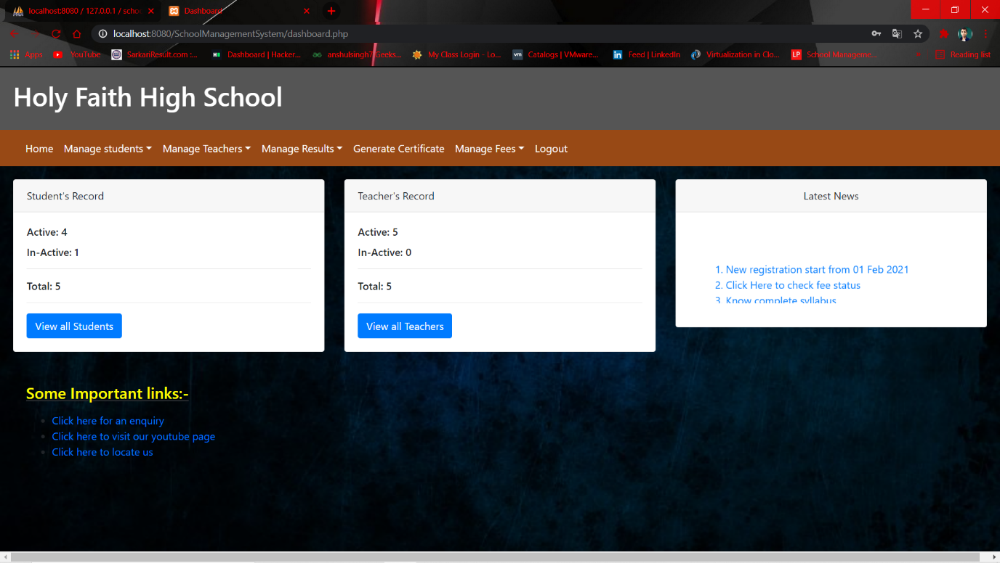 localhost:8080 / 127.0.0.1 / schoo
Dashboard
localhost:8080/SchoolManagementSystem/dashboard.php
Apps
YouTube
SarkariResult.com :...
Dashboard | Hacker...
anshulsingh7 Geeks...
My Class Login - Lo...
vm
Catalogs | VMware...
in
Feed | LinkedIn
Virtualization in Clo...
LP
School Manageme...
Reading list
Holy Faith High School
Home Manage students Manage Teachers Manage Results Generate Certificate Manage Fees Logout
Student's Record
Active: 4
In-Active: 1
Total: 5
View all Students
Teacher's Record
Active: 5
In-Active: 0
Total: 5
View all Teachers
Latest News
1. New registration start from 01 Feb 2021
2. Click Here to check fee status
3. Know complete syllabus
Some Important links:-
Click here for an enquiry
Click here to visit our youtube page
Click here to locate us